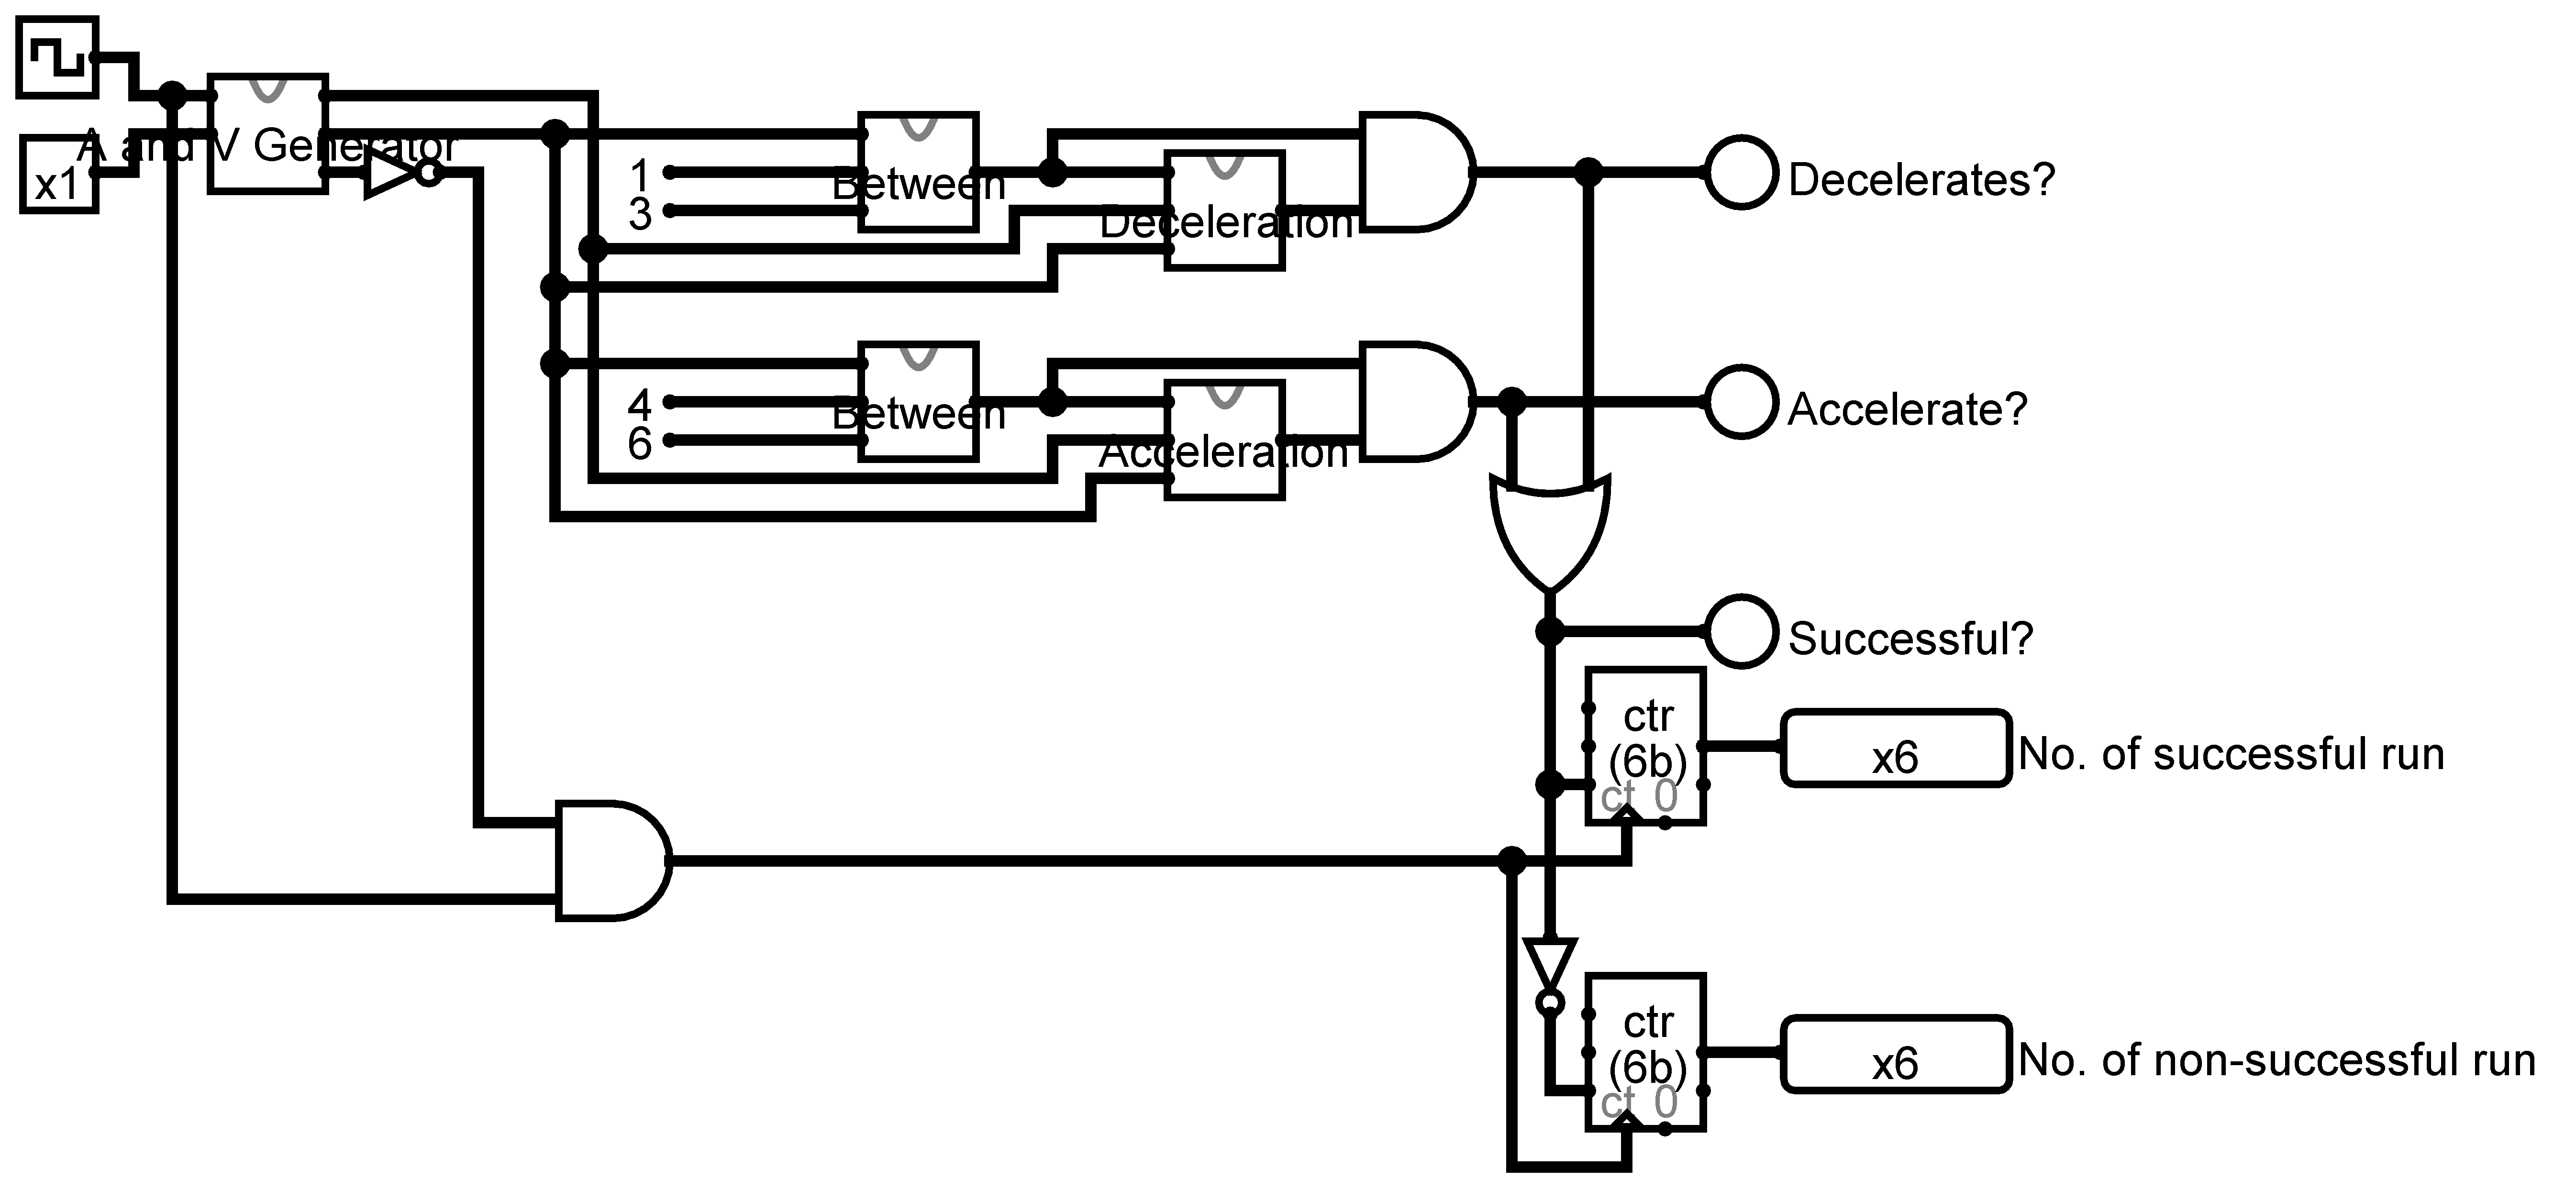 A and V Generator
x1
1
3
Between
Deceleration
Decelerates?
4
6
Between
Acceleration
Accelerate?
Successful?
ctr
(6b)
ct 0
x6
No. of successful run
ctr
(6b)
ct 0
x6
No. of non-successful run